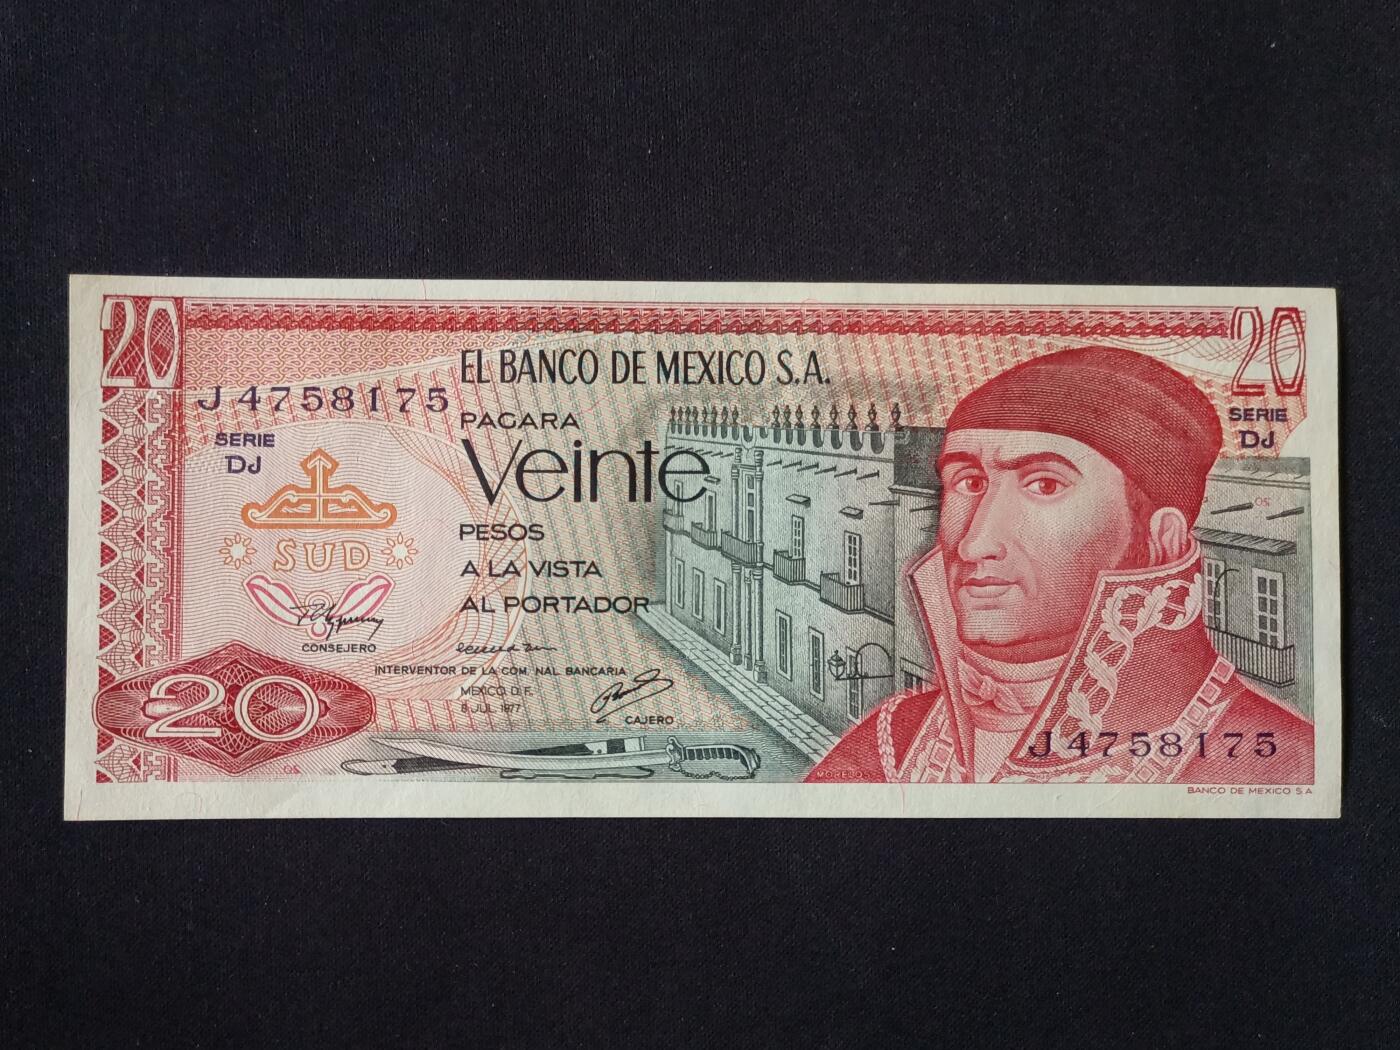 20
20
EL BANCO DE MEXICO S.A.
J 4758175
PAGARA
SERIE
DJ
SERIE
DJ
Veinte
PESOS
A LA VISTA
AL PORTADOR
SUD
CONSEJERO
INTERVENTOR DE LA COM. NAL. BANCARIA
MEXICO D.F.
8 JUL. 1977
CAJERO
20
J 4758175
MORELOS
BANCO DE MEXICO S A